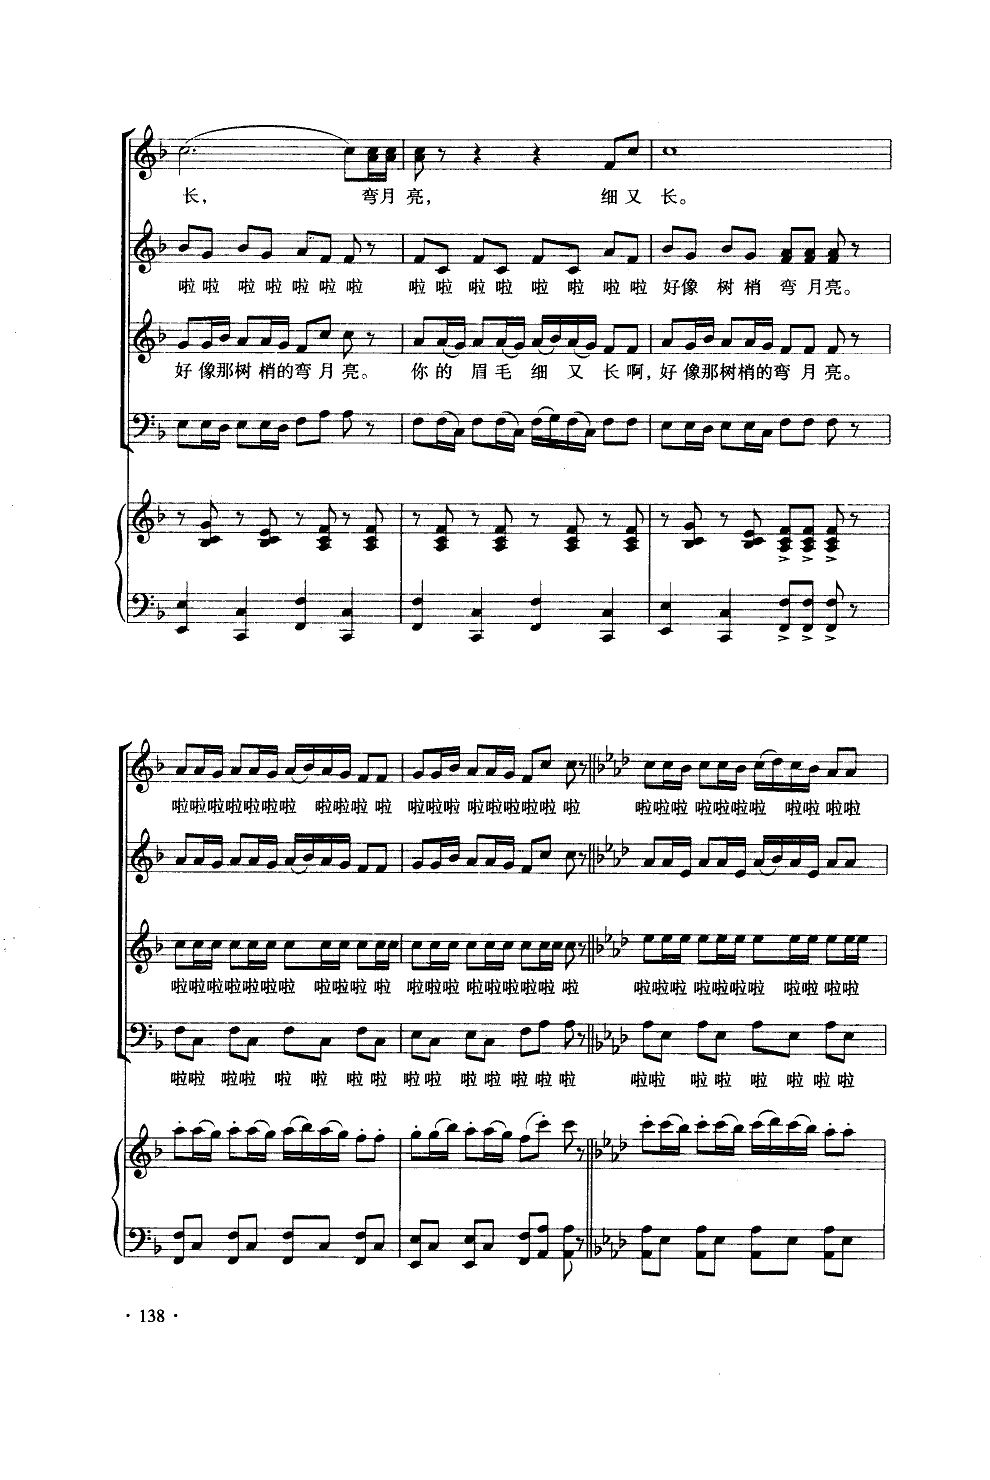 长， 弯月 亮， 细 又 长。
啦啦 啦啦 啦啦 啦 啦啦 啦啦 啦 啦 啦啦 好像 树梢 弯 月亮。
好 像那树 梢的弯 月 亮。 你的 眉毛 细 又 长啊，好像那树梢的弯 月 亮。
啦啦啦啦啦啦啦 啦啦啦 啦 啦啦啦 啦啦啦啦啦 啦 啦啦啦 啦啦啦啦 啦啦 啦啦
啦啦啦啦啦啦啦 啦啦啦 啦 啦啦啦 啦啦啦啦啦 啦 啦啦啦 啦啦啦啦 啦啦 啦啦
啦啦 啦啦 啦 啦 啦 啦 啦啦 啦啦 啦 啦 啦 啦啦 啦啦 啦 啦 啦啦
· 138 ·